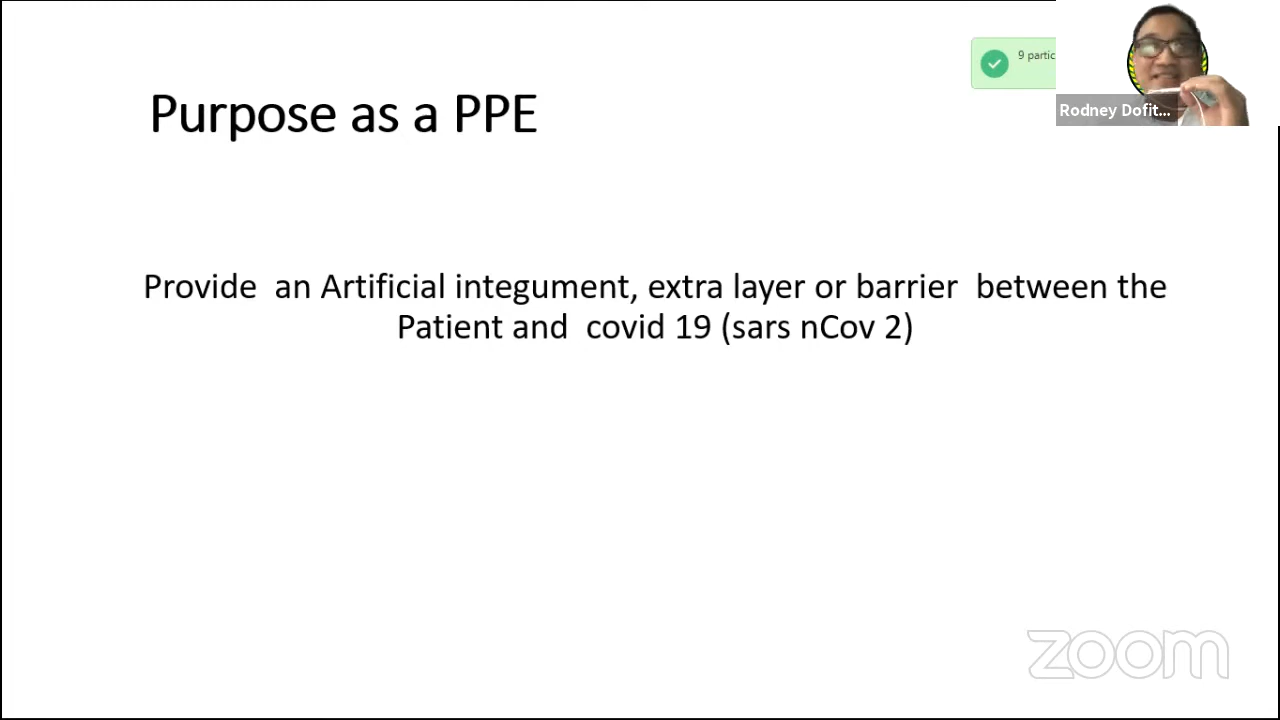 9 partic
Rodney Dofit...
Purpose as a PPE
Provide an Artificial integument, extra layer or barrier between the
Patient and covid 19 (sars nCov 2)
zoom